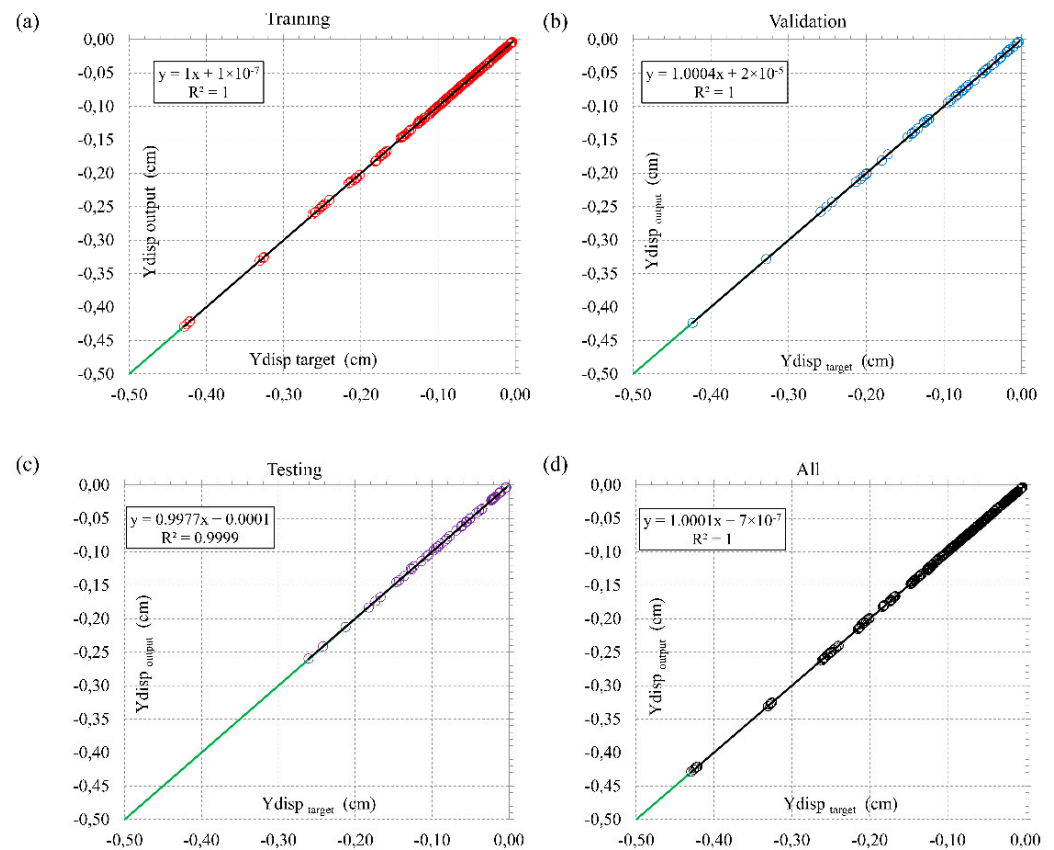 (a)
Training
0,00
-0,05
-0,10
-0,15
-0,20
-0,25
-0,30
-0,35
-0,40
-0,45
-0,50
y = 1x + 1×10⁻⁷
R² = 1
Ydisp output (cm)
Ydisp target (cm)
-0,50 -0,40 -0,30 -0,20 -0,10 0,00
(b)
Validation
0,00
-0,05
-0,10
-0,15
-0,20
-0,25
-0,30
-0,35
-0,40
-0,45
-0,50
y = 1.0004x + 2×10⁻⁵
R² = 1
Ydisp output (cm)
Ydisp target (cm)
-0,50 -0,40 -0,30 -0,20 -0,10 0,00
(c)
Testing
0,00
-0,05
-0,10
-0,15
-0,20
-0,25
-0,30
-0,35
-0,40
-0,45
-0,50
y = 0.9977x − 0.0001
R² = 0.9999
Ydisp output (cm)
Ydisp target (cm)
-0,50 -0,40 -0,30 -0,20 -0,10 0,00
(d)
All
0,00
-0,05
-0,10
-0,15
-0,20
-0,25
-0,30
-0,35
-0,40
-0,45
-0,50
y = 1.0001x − 7×10⁻⁷
R² = 1
Ydisp output (cm)
Ydisp target (cm)
-0,50 -0,40 -0,30 -0,20 -0,10 0,00